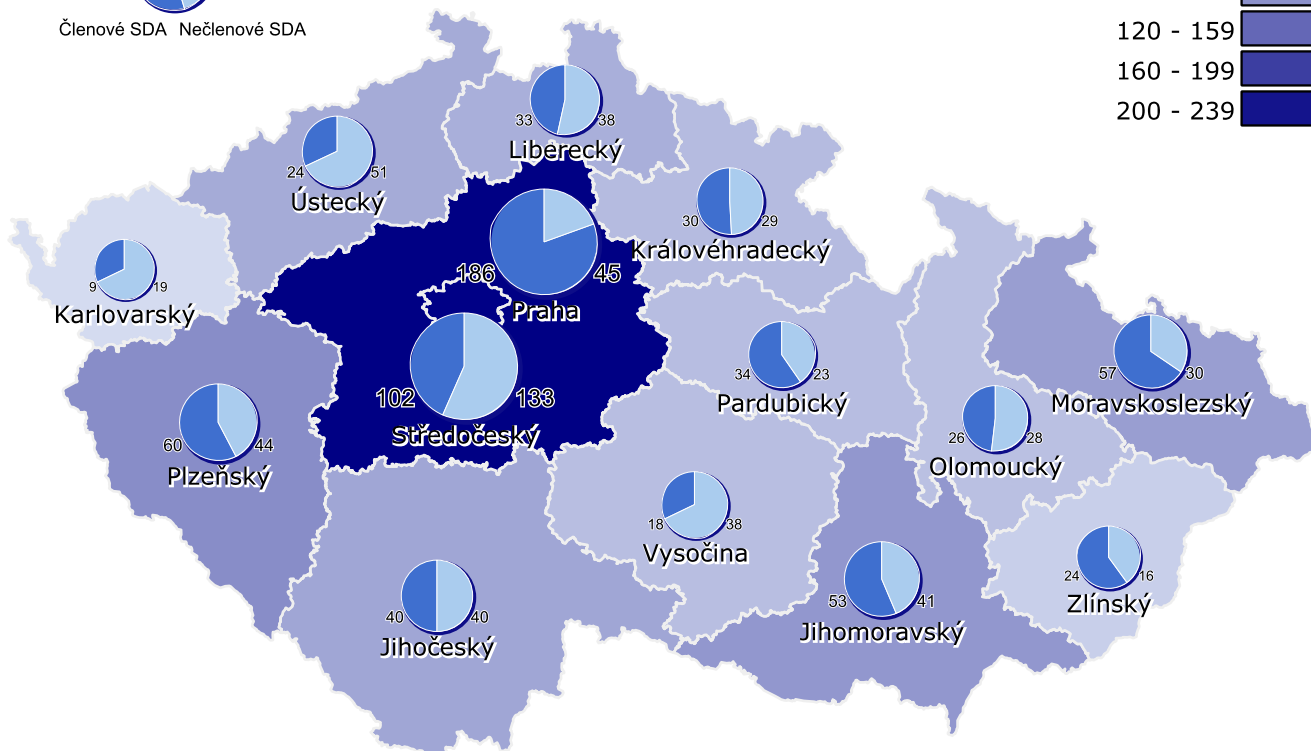 Členové SDA Nečlenové SDA
120 - 159
160 - 199
200 - 239
33 38
Liberecký
24 51
Ústecký
30 29
Královéhradecký
186 45
Praha
9 19
Karlovarský
102 133
Středočeský
34 23
Pardubický
57 30
Moravskoslezský
60 44
Plzeňský
26 28
Olomoucký
18 38
Vysočina
24 16
Zlínský
53 41
Jihomoravský
40 40
Jihočeský